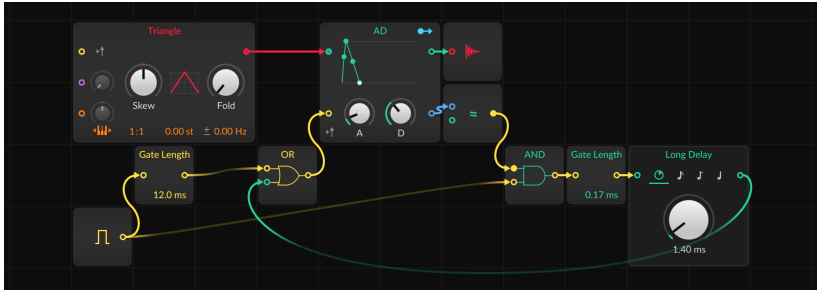 Triangle
AD
Skew
Fold
A
D
1:1
0.00 st
± 0.00 Hz
≈
Gate Length
OR
AND
Gate Length
Long Delay
12.0 ms
0.17 ms
1.40 ms